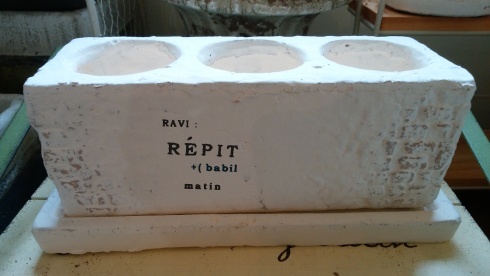 RAVI :
RÉPIT
+( babil
matin